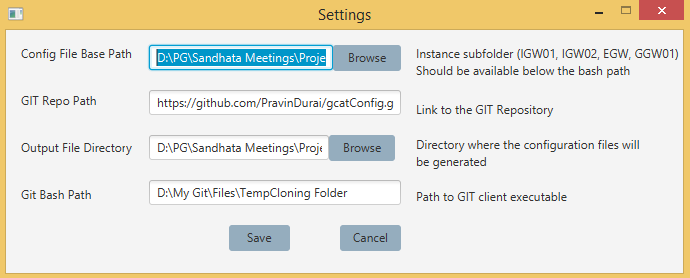 Settings
Config File Base Path
D:\PG\Sandhata Meetings\Proje
Browse
Instance subfolder (IGW01, IGW02, EGW, GGW01)
Should be available below the bash path
GIT Repo Path
https://github.com/PravinDurai/gcatConfig.g
Link to the GIT Repository
Output File Directory
D:\PG\Sandhata Meetings\Proje
Browse
Directory where the configuration files will
be generated
Git Bash Path
D:\My Git\Files\TempCloning Folder
Path to GIT client executable
Save
Cancel